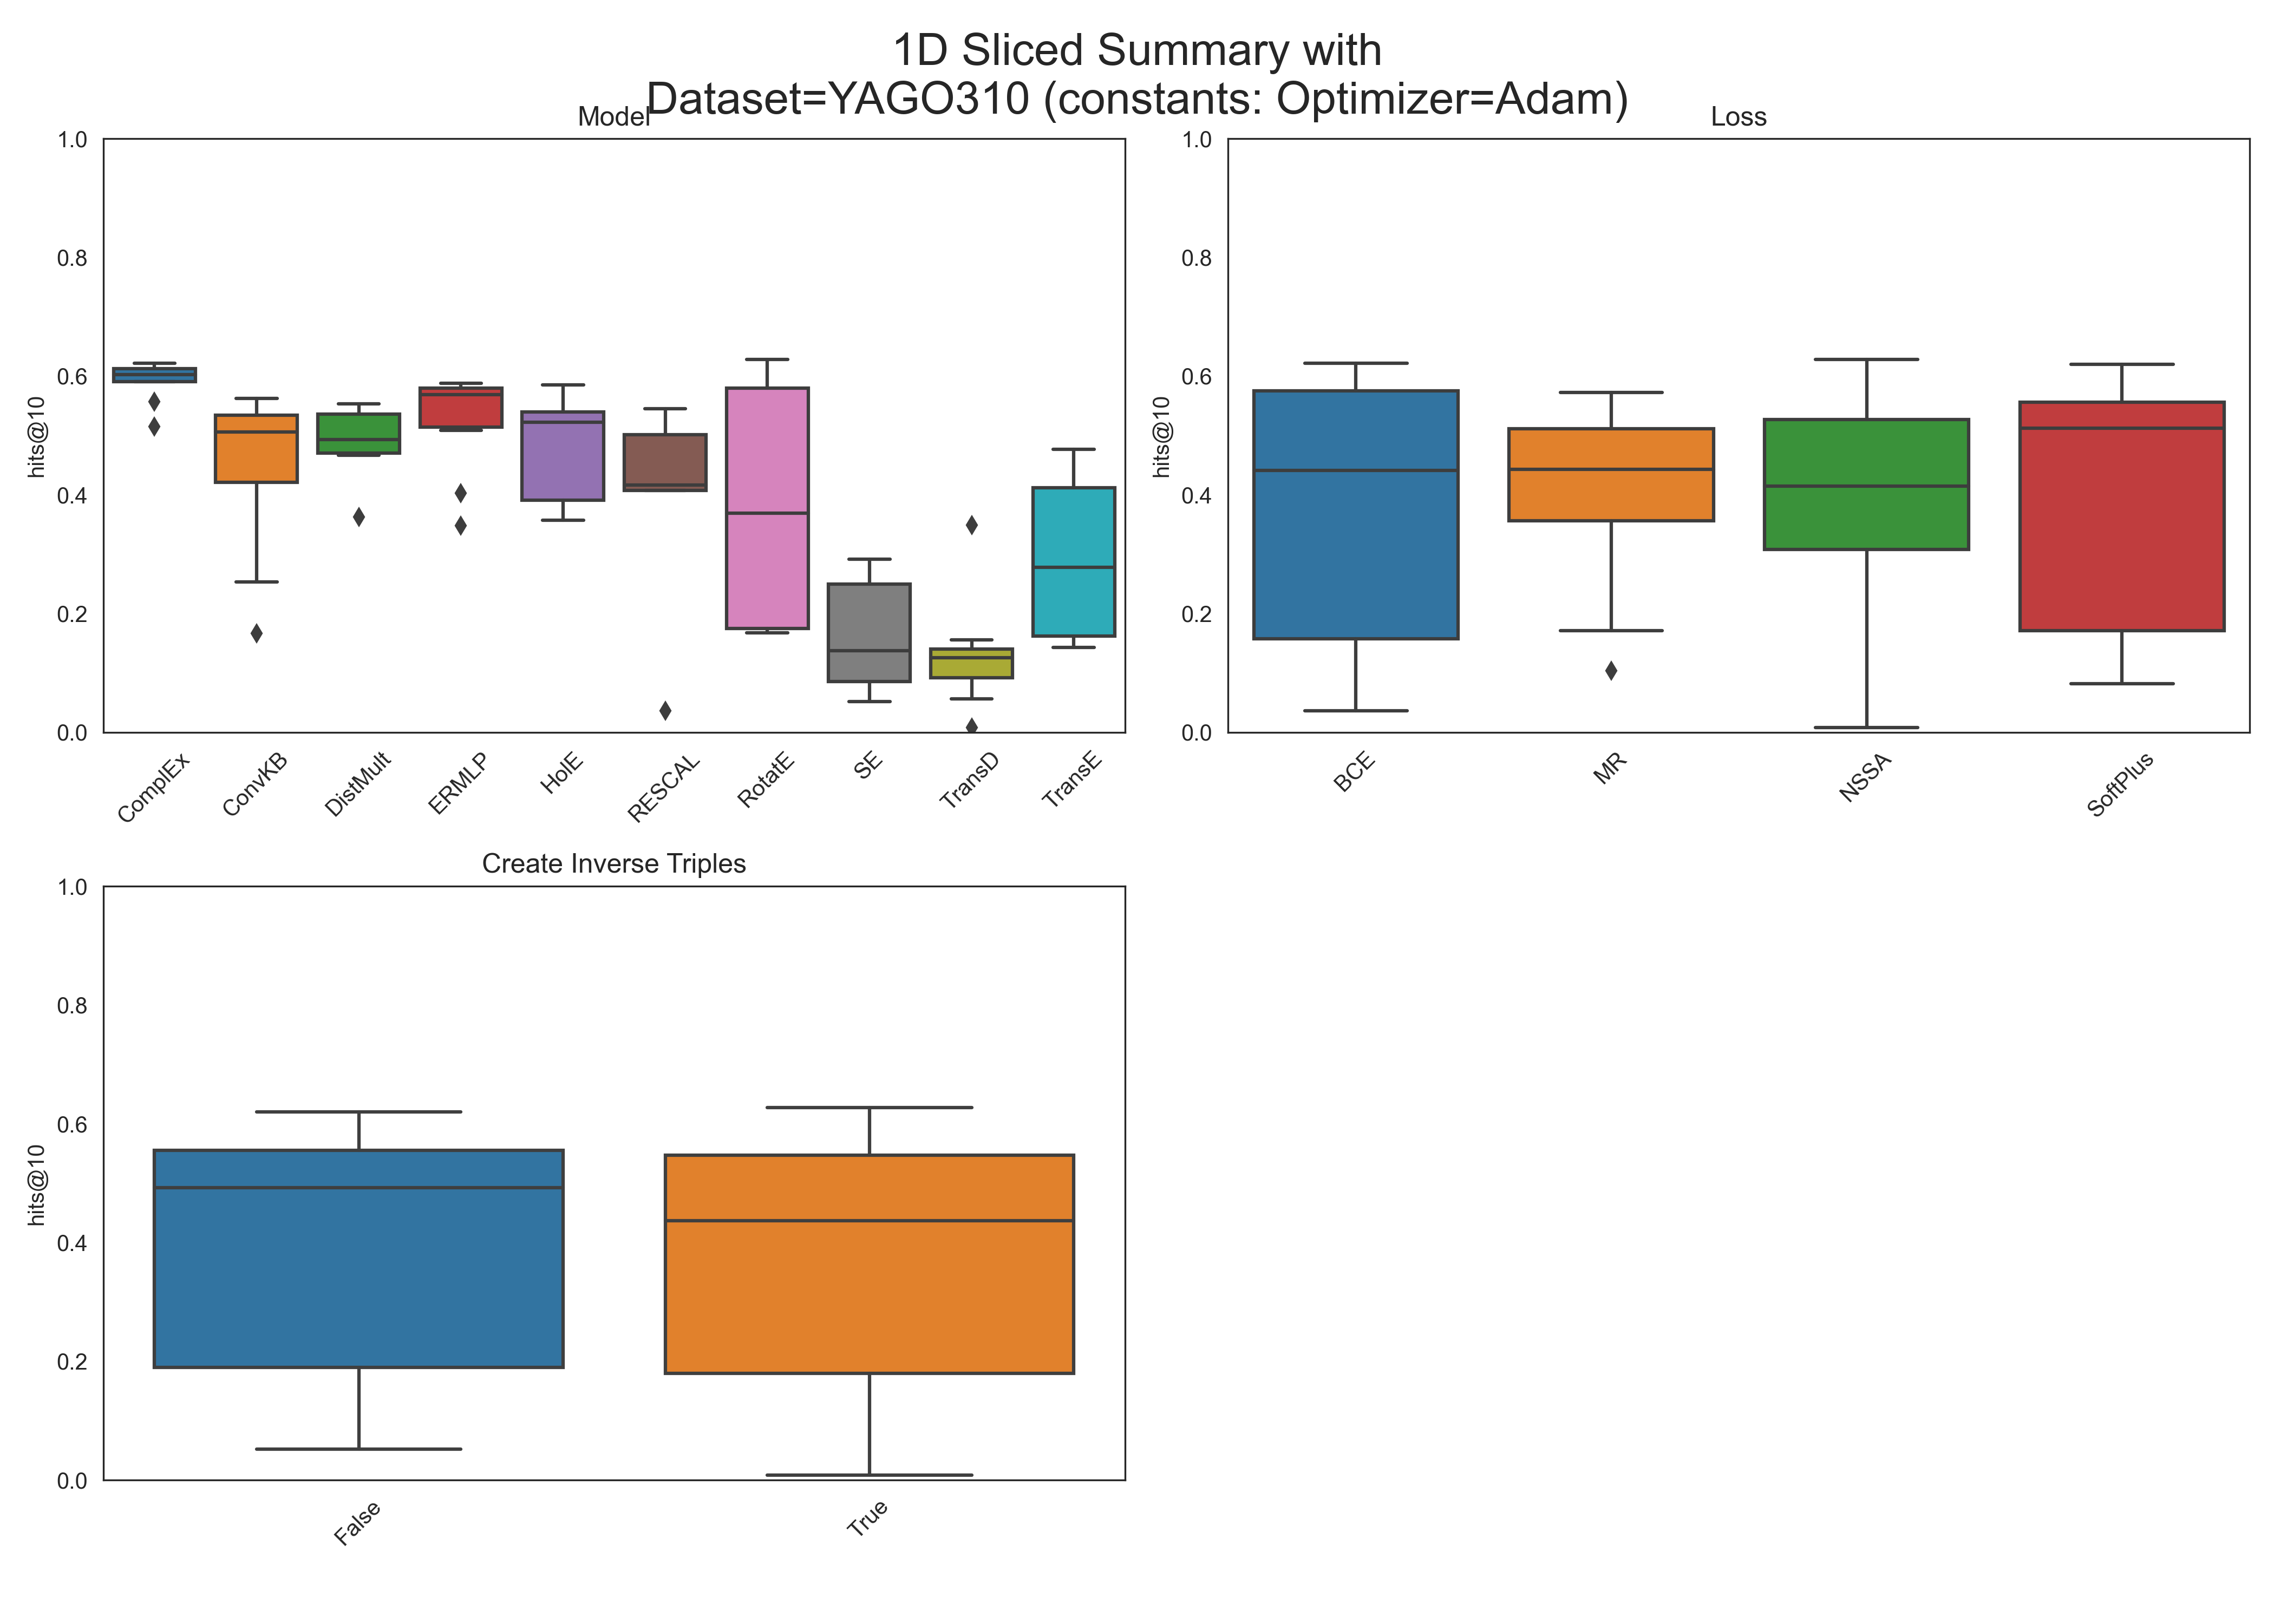 1D Sliced Summary with
Dataset=YAGO310 (constants: Optimizer=Adam)
Model
1.0
0.8
0.6
0.4
0.2
0.0
hits@10
ComplEx
ConvKB
DistMult
ERMLP
HolE
RESCAL
RotatE
SE
TransD
TransE
Loss
1.0
0.8
0.6
0.4
0.2
0.0
hits@10
BCE
MR
NSSA
SoftPlus
Create Inverse Triples
1.0
0.8
0.6
0.4
0.2
0.0
hits@10
False
True